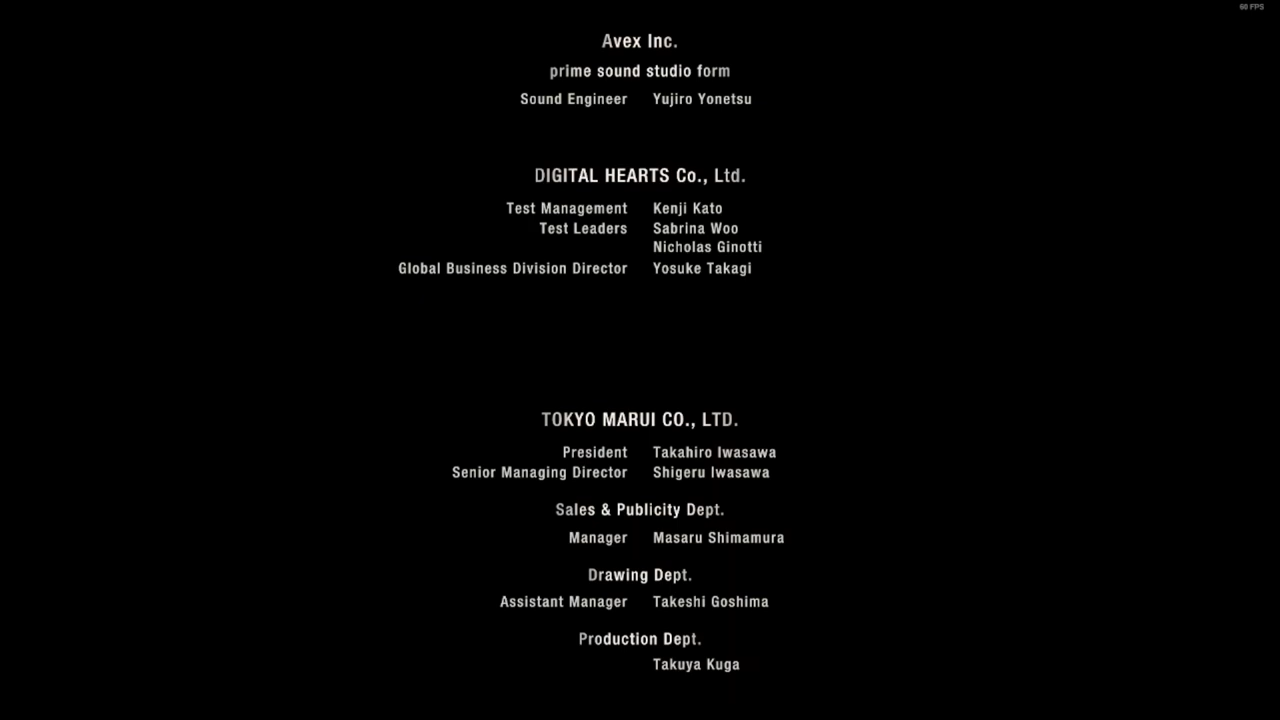 60 FPS
Avex Inc.
prime sound studio form
Sound Engineer Yujiro Yonetsu
DIGITAL HEARTS Co., Ltd.
Test Management Kenji Kato
Test Leaders Sabrina Woo
Nicholas Ginotti
Global Business Division Director Yosuke Takagi
TOKYO MARUI CO., LTD.
President Takahiro Iwasawa
Senior Managing Director Shigeru Iwasawa
Sales & Publicity Dept.
Manager Masaru Shimamura
Drawing Dept.
Assistant Manager Takeshi Goshima
Production Dept.
Takuya Kuga